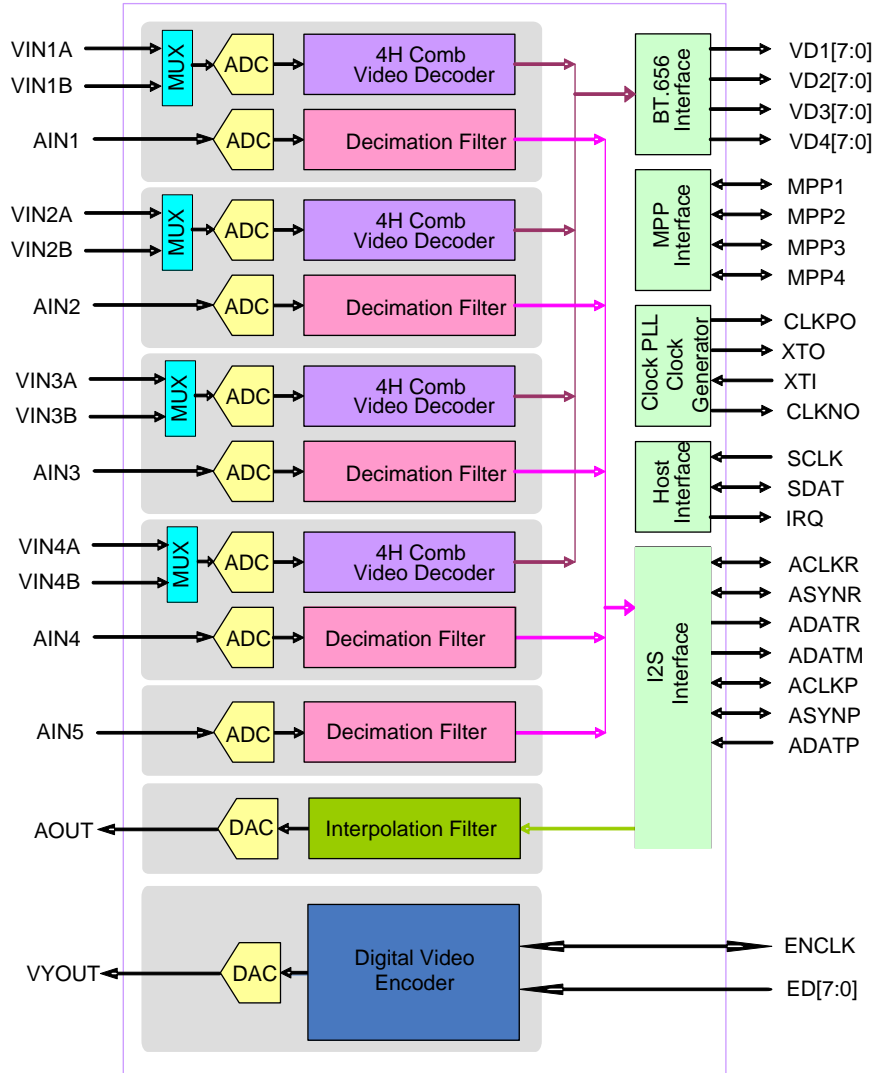 VIN1A
VIN1B
MUX
ADC
4H Comb
Video Decoder
AIN1
ADC
Decimation Filter
VIN2A
VIN2B
MUX
ADC
4H Comb
Video Decoder
AIN2
ADC
Decimation Filter
VIN3A
VIN3B
MUX
ADC
4H Comb
Video Decoder
AIN3
ADC
Decimation Filter
VIN4A
VIN4B
MUX
ADC
4H Comb
Video Decoder
AIN4
ADC
Decimation Filter
AIN5
ADC
Decimation Filter
AOUT
DAC
Interpolation Filter
VYOUT
DAC
Digital Video
Encoder
BT.656
Interface
VD1[7:0]
VD2[7:0]
VD3[7:0]
VD4[7:0]
MPP
Interface
MPP1
MPP2
MPP3
MPP4
Clock PLL
Clock
Generator
CLKPO
XTO
XTI
CLKNO
Host
Interface
SCLK
SDAT
IRQ
I2S
Interface
ACLKR
ASYNR
ADATR
ADATM
ACLKP
ASYNP
ADATP
ENCLK
ED[7:0]